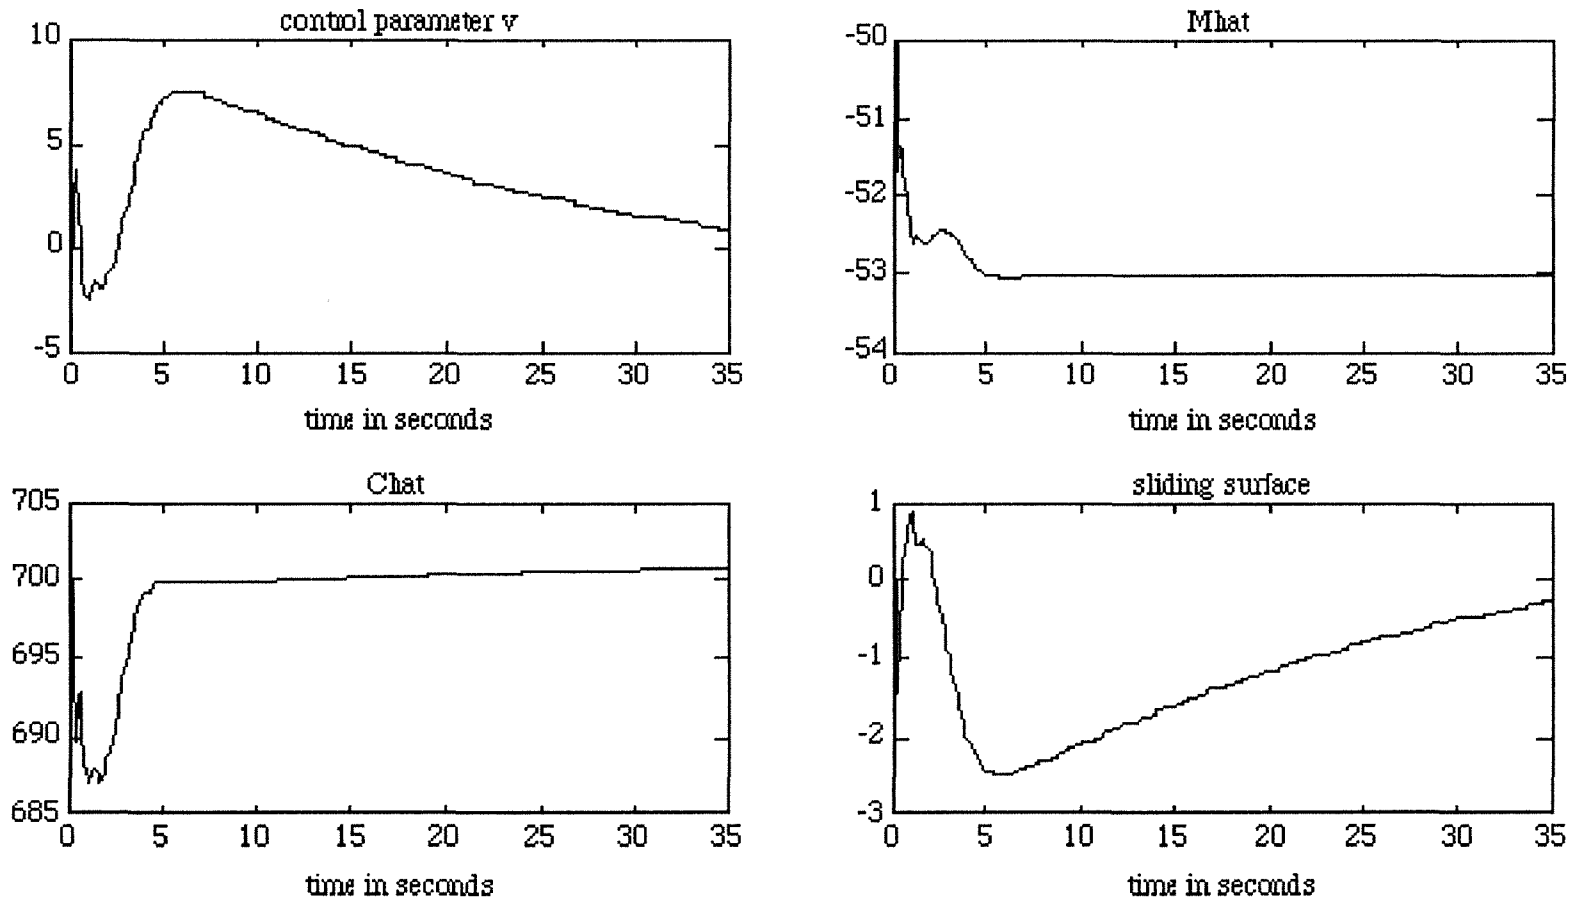 control parameter v
10
5
0
-5
0 5 10 15 20 25 30 35
time in seconds
Mhat
-50
-51
-52
-53
-54
0 5 10 15 20 25 30 35
time in seconds
Chat
705
700
695
690
685
0 5 10 15 20 25 30 35
time in seconds
sliding surface
1
0
-1
-2
-3
0 5 10 15 20 25 30 35
time in seconds